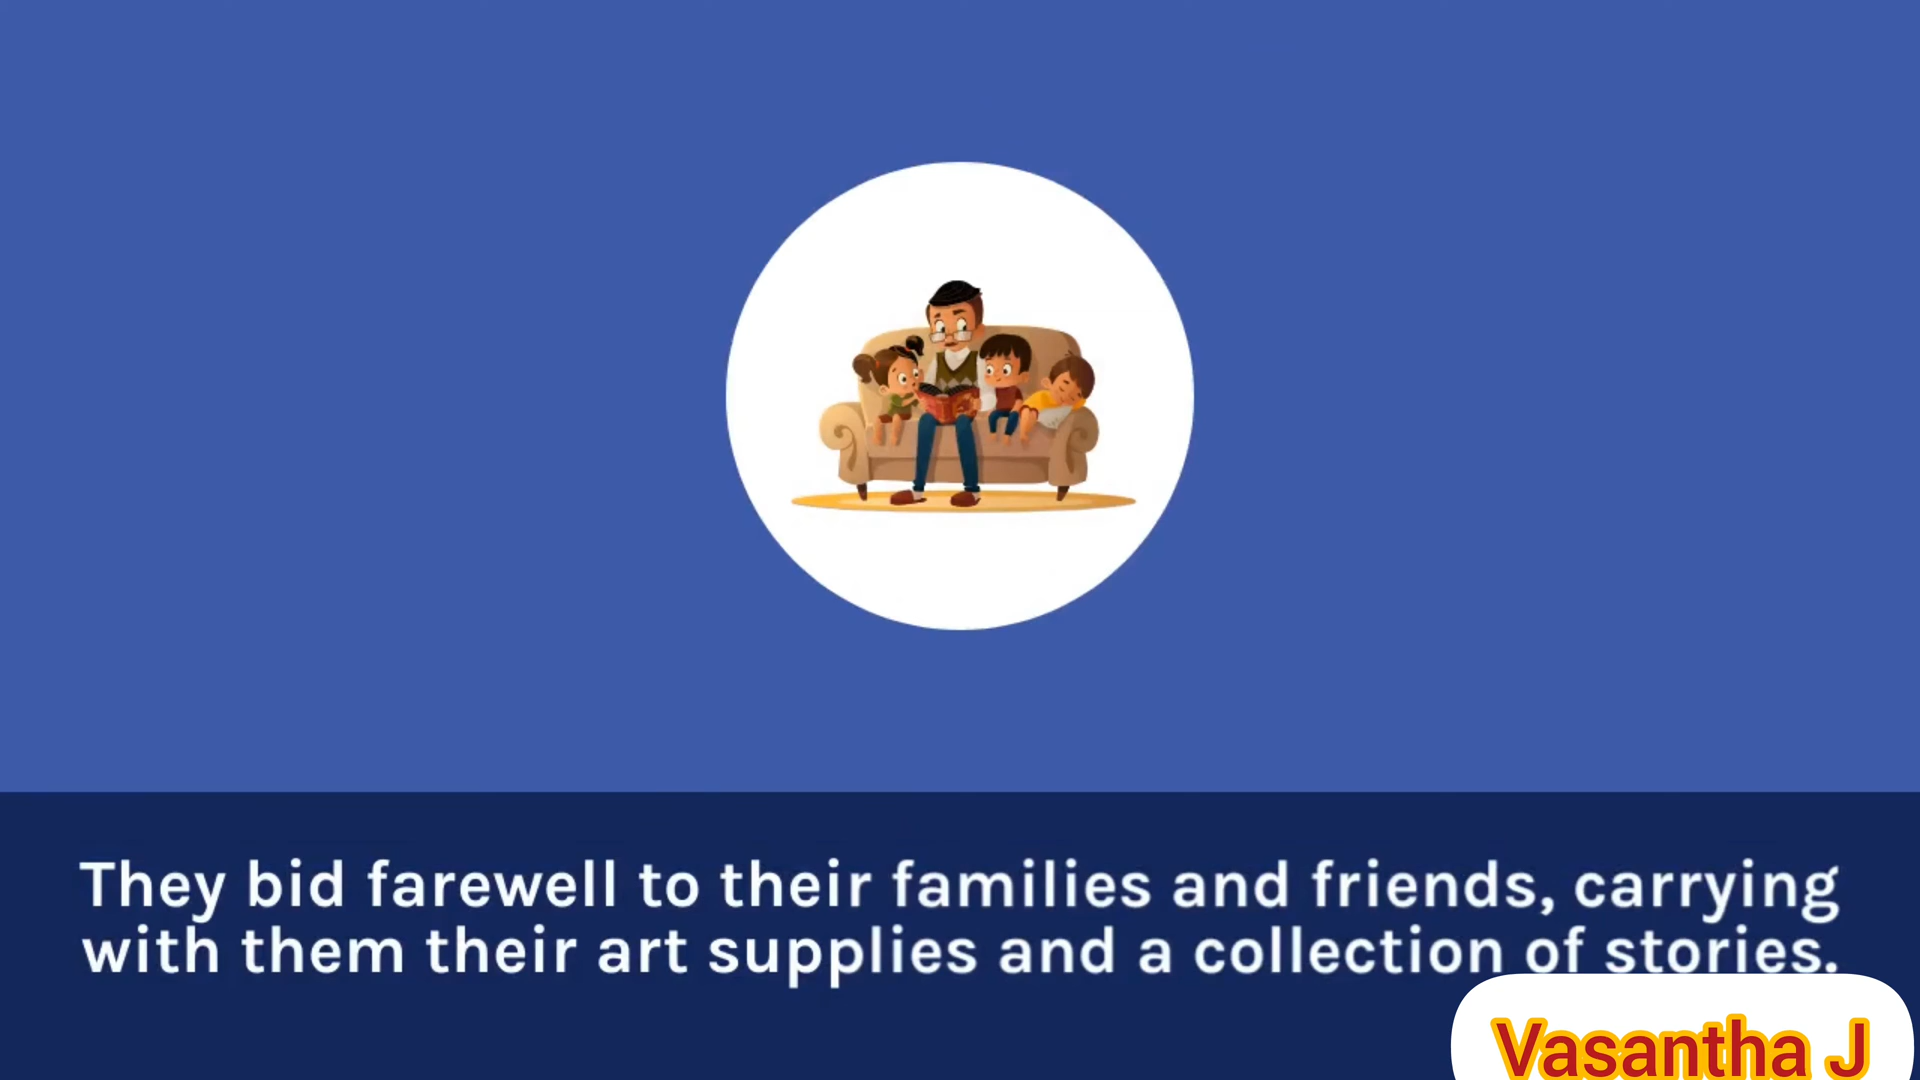 They bid farewell to their families and friends, carrying
with them their art supplies and a collection of stories.
Vasantha J